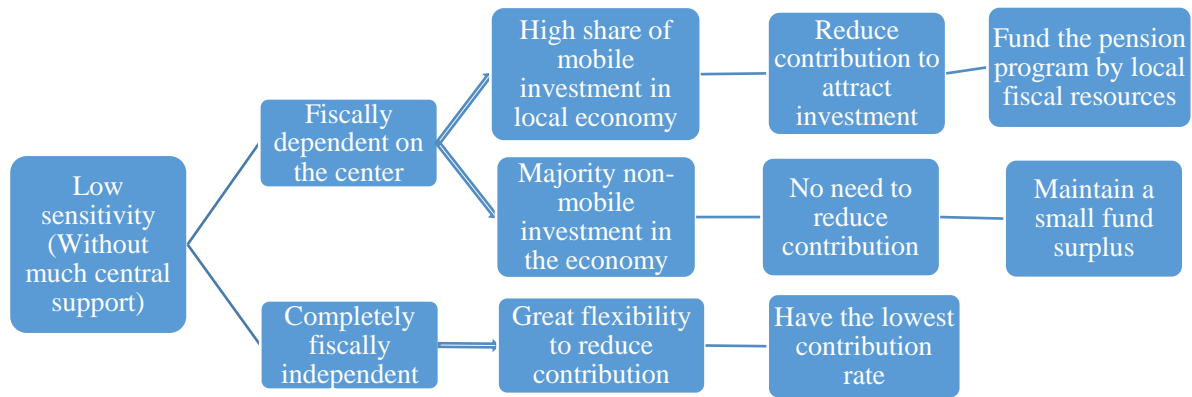 Low
sensitivity
(Without
much central
support)
Fiscally
dependent on
the center
High share of
mobile
investment in
local economy
Reduce
contribution to
attract
investment
Fund the pension
program by local
fiscal resources
Majority non-
mobile
investment in
the economy
No need to
reduce
contribution
Maintain a
small fund
surplus
Completely
fiscally
independent
Great flexibility
to reduce
contribution
Have the lowest
contribution
rate